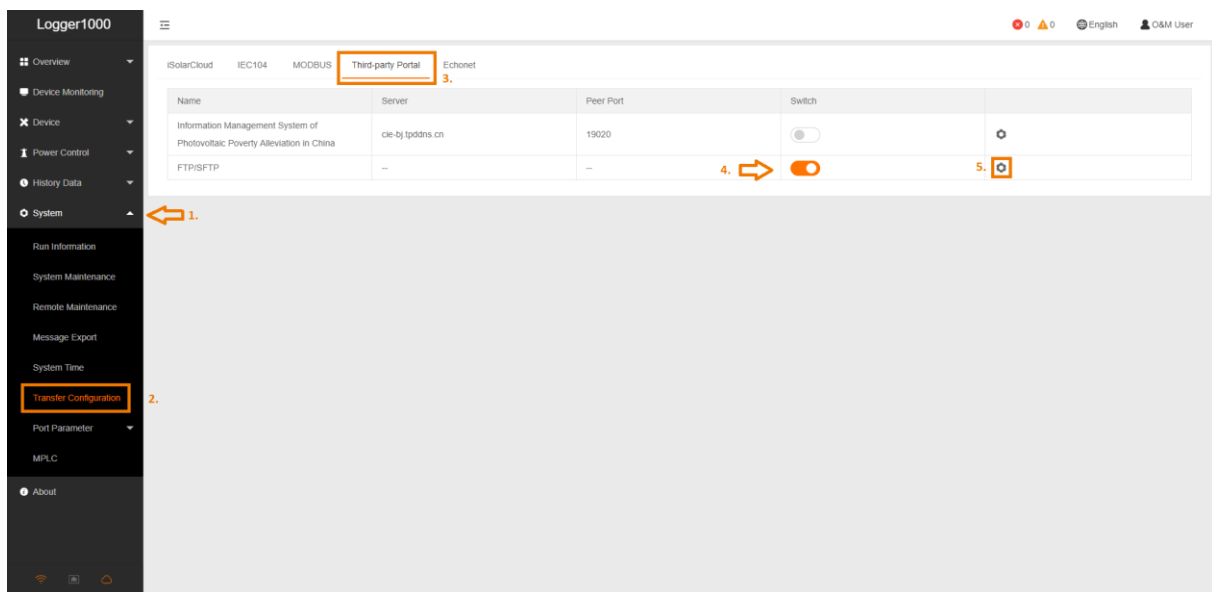 Logger1000
0 0 English O&M User
Overview
Device Monitoring
Device
Power Control
History Data
System
Run Information
System Maintenance
Remote Maintenance
Message Export
System Time
Transfer Configuration
Port Parameter
MPLC
About
1.
2.
iSolarCloud IEC104 MODBUS Third-party Portal Echonet
3.
Name Server Peer Port Switch
Information Management System of
Photovoltaic Poverty Alleviation in China
cie-bj.tpddns.cn 19020
FTP/SFTP -- -- 4. 5.